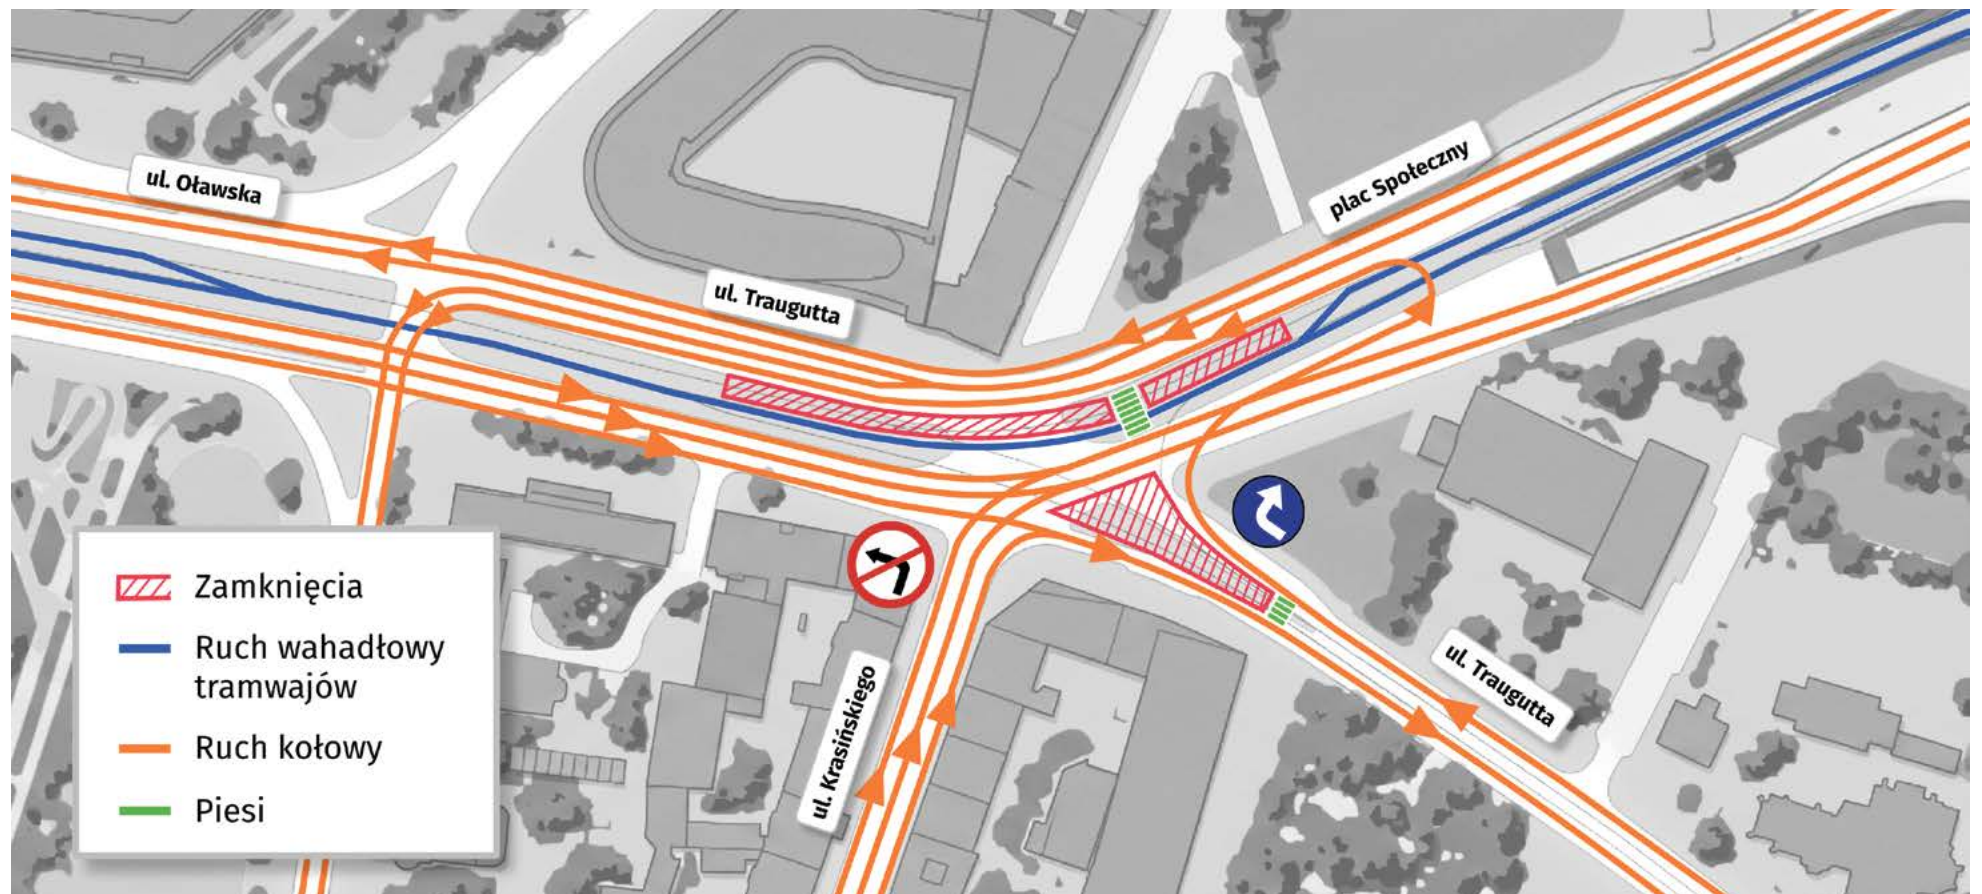 ul. Oławska
ul. Traugutta
plac Społeczny
ul. Krasińskiego
ul. Traugutta
Zamknięcia
Ruch wahadłowy
tramwajów
Ruch kołowy
Piesi